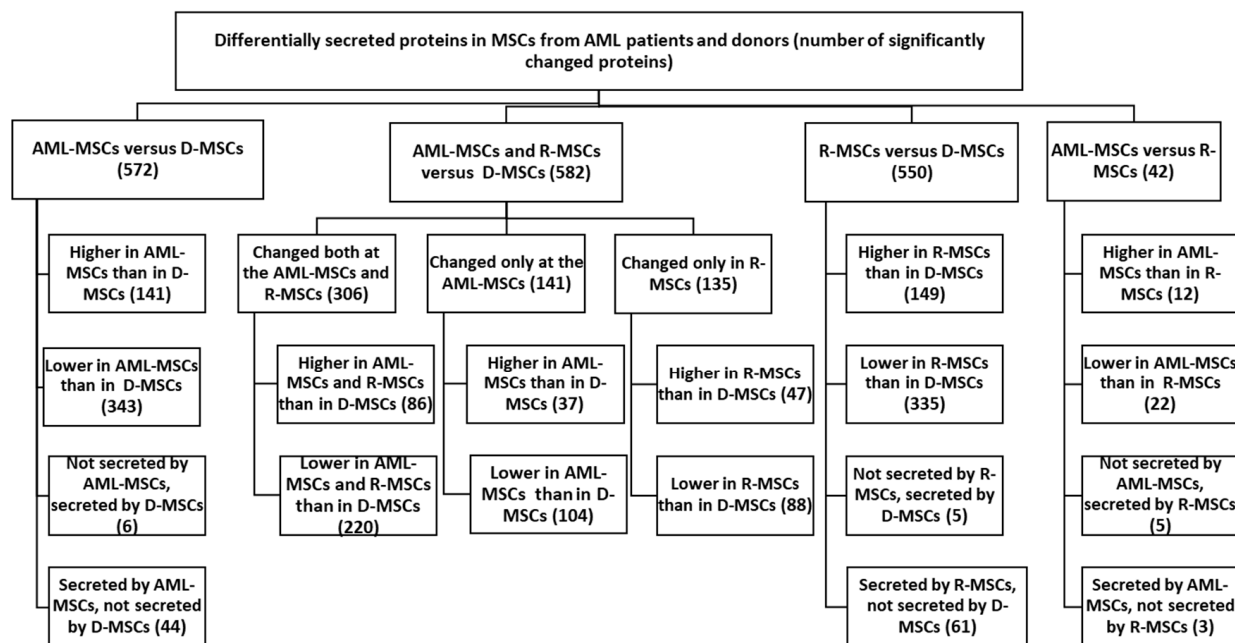 Differentially secreted proteins in MSCs from AML patients and donors (number of significantly
changed proteins)
AML-MSCs versus D-MSCs
(572)
AML-MSCs and R-MSCs
versus D-MSCs (582)
R-MSCs versus D-MSCs
(550)
AML-MSCs versus R-
MSCs (42)
Higher in AML-
MSCs than in D-
MSCs (141)
Changed both at
the AML-MSCs and
R-MSCs (306)
Changed only at the
AML-MSCs (141)
Changed only in R-
MSCs (135)
Higher in R-MSCs
than in D-MSCs
(149)
Higher in AML-
MSCs than in R-
MSCs (12)
Lower in AML-MSCs
than in D-MSCs
(343)
Higher in AML-
MSCs and R-MSCs
than in D-MSCs (86)
Higher in AML-
MSCs than in D-
MSCs (37)
Higher in R-MSCs
than in D-MSCs (47)
Lower in R-MSCs
than in D-MSCs
(335)
Lower in AML-MSCs
than in R-MSCs
(22)
Not secreted by
AML-MSCs,
secreted by D-MSCs
(6)
Lower in AML-
MSCs and R-MSCs
than in D-MSCs
(220)
Lower in AML-
MSCs than in D-
MSCs (104)
Lower in R-MSCs
than in D-MSCs (88)
Not secreted by R-
MSCs, secreted by
D-MSCs (5)
Not secreted by
AML-MSCs,
secreted by R-MSCs
(5)
Secreted by AML-
MSCs, not secreted
by D-MSCs (44)
Secreted by R-MSCs,
not secreted by D-
MSCs (61)
Secreted by AML-
MSCs, not secreted
by R-MSCs (3)